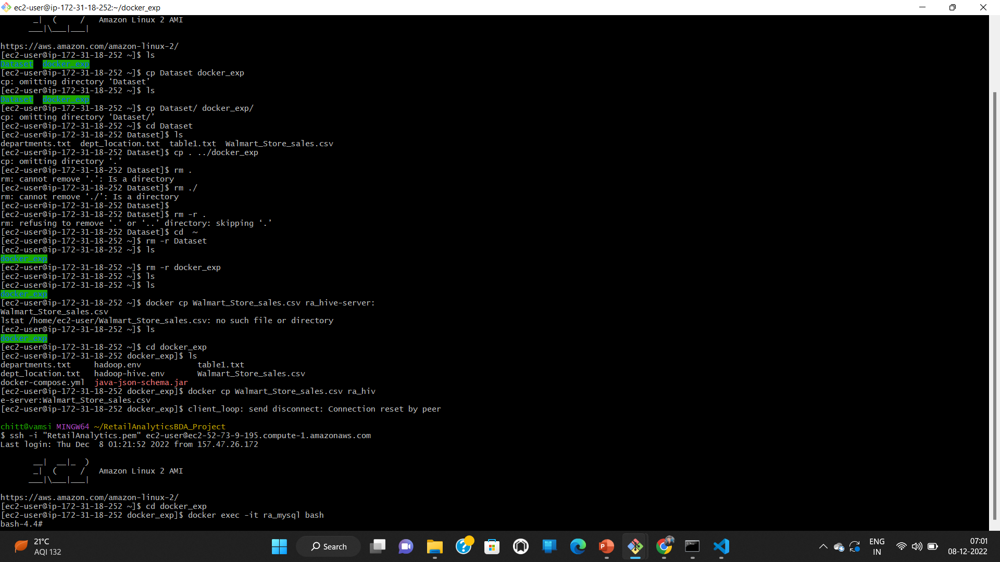 ec2-user@ip-172-31-18-252:~/docker_exp
_|  (     /   Amazon Linux 2 AMI
___|\___|___|
https://aws.amazon.com/amazon-linux-2/
[ec2-user@ip-172-31-18-252 ~]$ ls
Dataset  docker_exp
[ec2-user@ip-172-31-18-252 ~]$ cp Dataset docker_exp
cp: omitting directory ‘Dataset’
[ec2-user@ip-172-31-18-252 ~]$ ls
Dataset  docker_exp
[ec2-user@ip-172-31-18-252 ~]$ cp Dataset/ docker_exp/
cp: omitting directory ‘Dataset/’
[ec2-user@ip-172-31-18-252 ~]$ cd Dataset
[ec2-user@ip-172-31-18-252 Dataset]$ ls
departments.txt  dept_location.txt  table1.txt  Walmart_Store_sales.csv
[ec2-user@ip-172-31-18-252 Dataset]$ cp . ../docker_exp
cp: omitting directory ‘.’
[ec2-user@ip-172-31-18-252 Dataset]$ rm .
rm: cannot remove ‘.’: Is a directory
[ec2-user@ip-172-31-18-252 Dataset]$ rm ./
rm: cannot remove ‘./’: Is a directory
[ec2-user@ip-172-31-18-252 Dataset]$
[ec2-user@ip-172-31-18-252 Dataset]$ rm -r .
rm: refusing to remove ‘.’ or ‘..’ directory: skipping ‘.’
[ec2-user@ip-172-31-18-252 Dataset]$ cd  ~
[ec2-user@ip-172-31-18-252 ~]$ rm -r Dataset
[ec2-user@ip-172-31-18-252 ~]$ ls
docker_exp
[ec2-user@ip-172-31-18-252 ~]$ rm -r docker_exp
[ec2-user@ip-172-31-18-252 ~]$ ls
[ec2-user@ip-172-31-18-252 ~]$ ls
docker_exp
[ec2-user@ip-172-31-18-252 ~]$ docker cp Walmart_Store_sales.csv ra_hive-server:
Walmart_Store_sales.csv
lstat /home/ec2-user/Walmart_Store_sales.csv: no such file or directory
[ec2-user@ip-172-31-18-252 ~]$ ls
docker_exp
[ec2-user@ip-172-31-18-252 ~]$ cd docker_exp
[ec2-user@ip-172-31-18-252 docker_exp]$ ls
departments.txt     hadoop.env            table1.txt
dept_location.txt   hadoop-hive.env       Walmart_Store_sales.csv
docker-compose.yml  java-json-schema.jar
[ec2-user@ip-172-31-18-252 docker_exp]$ docker cp Walmart_Store_sales.csv ra_hiv
e-server:Walmart_Store_sales.csv
[ec2-user@ip-172-31-18-252 docker_exp]$ client_loop: send disconnect: Connection reset by peer
chitt@vamsi MINGW64 ~/RetailAnalyticsBDA_Project
$ ssh -i "RetailAnalytics.pem" ec2-user@ec2-52-73-9-195.compute-1.amazonaws.com
Last login: Thu Dec  8 01:21:52 2022 from 157.47.26.172
__|  __|_  )
_|  (     /   Amazon Linux 2 AMI
___|\___|___|
https://aws.amazon.com/amazon-linux-2/
[ec2-user@ip-172-31-18-252 ~]$ cd docker_exp
[ec2-user@ip-172-31-18-252 docker_exp]$ docker exec -it ra_mysql bash
bash-4.4#
21°C
AQI 132
Search
ENG
IN
07:01
08-12-2022